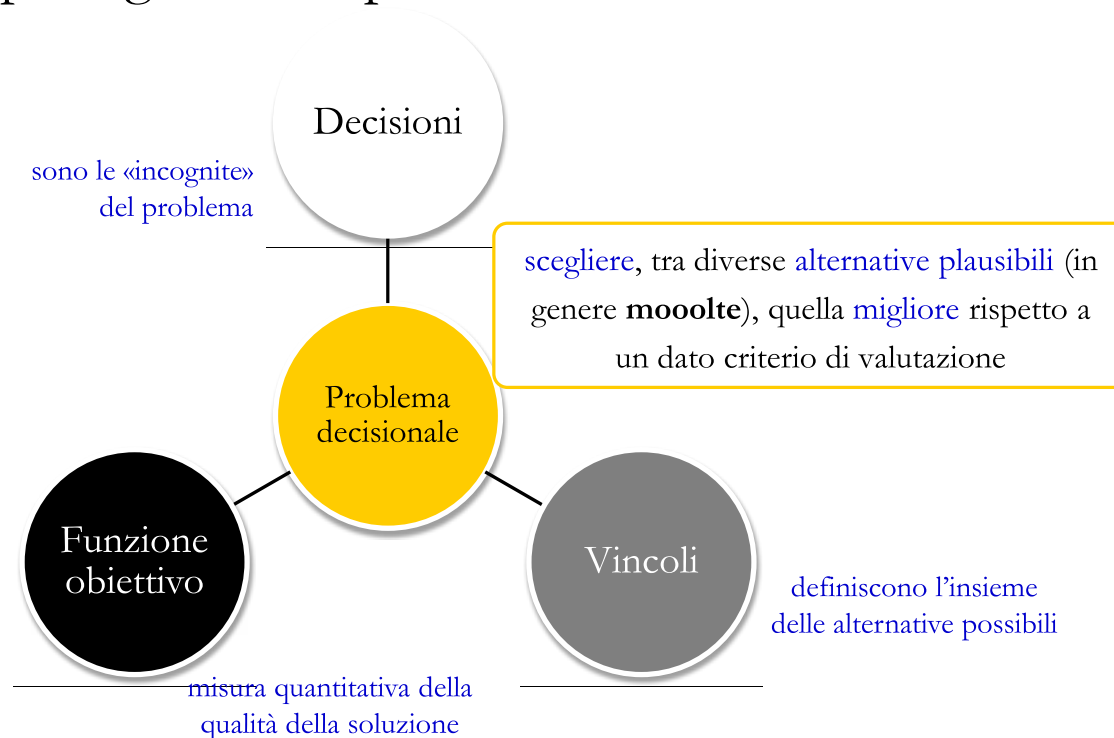 Decisioni
sono le «incognite»
del problema
scegliere, tra diverse alternative plausibili (in
genere mooolte), quella migliore rispetto a
un dato criterio di valutazione
Problema
decisionale
Funzione
obiettivo
Vincoli
definiscono l’insieme
delle alternative possibili
misura quantitativa della
qualità della soluzione